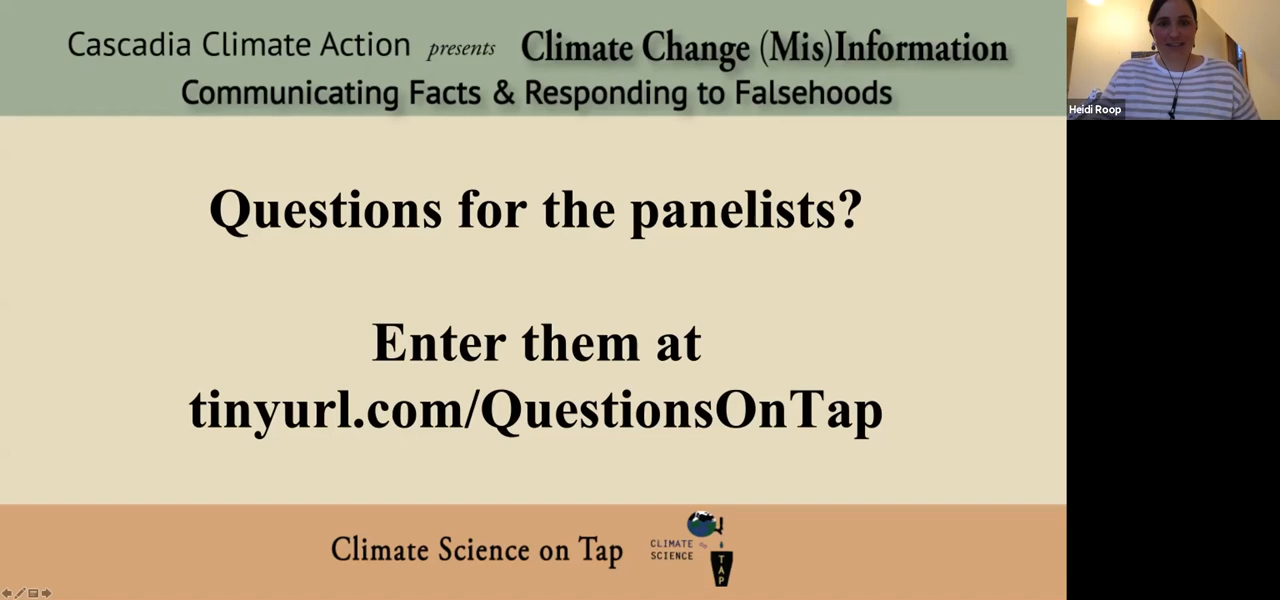 Cascadia Climate Action presents Climate Change (Mis)Information
Communicating Facts & Responding to Falsehoods
Heidi Roop
Questions for the panelists?
Enter them at
tinyurl.com/QuestionsOnTap
Climate Science on Tap
CLIMATE
SCIENCE
TAP